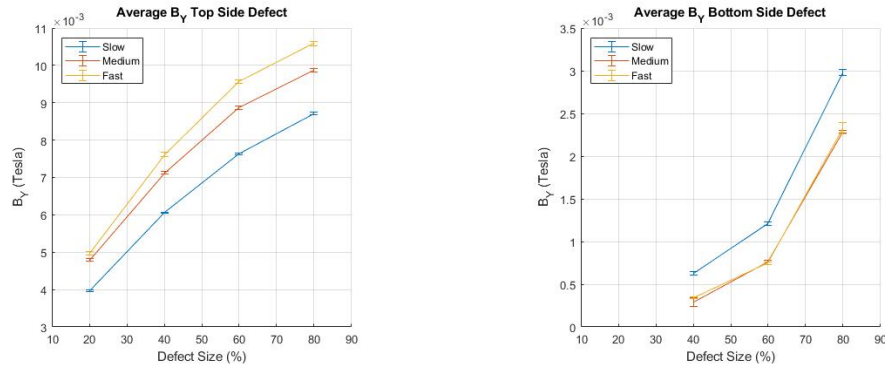 Average B_Y Top Side Defect
×10^-3
11
10
9
8
7
6
5
4
3
B_Y (Tesla)
Slow
Medium
Fast
10 20 30 40 50 60 70 80 90
Defect Size (%)
Average B_Y Bottom Side Defect
×10^-3
3.5
3
2.5
2
1.5
1
0.5
0
B_Y (Tesla)
Slow
Medium
Fast
10 20 30 40 50 60 70 80 90
Defect Size (%)